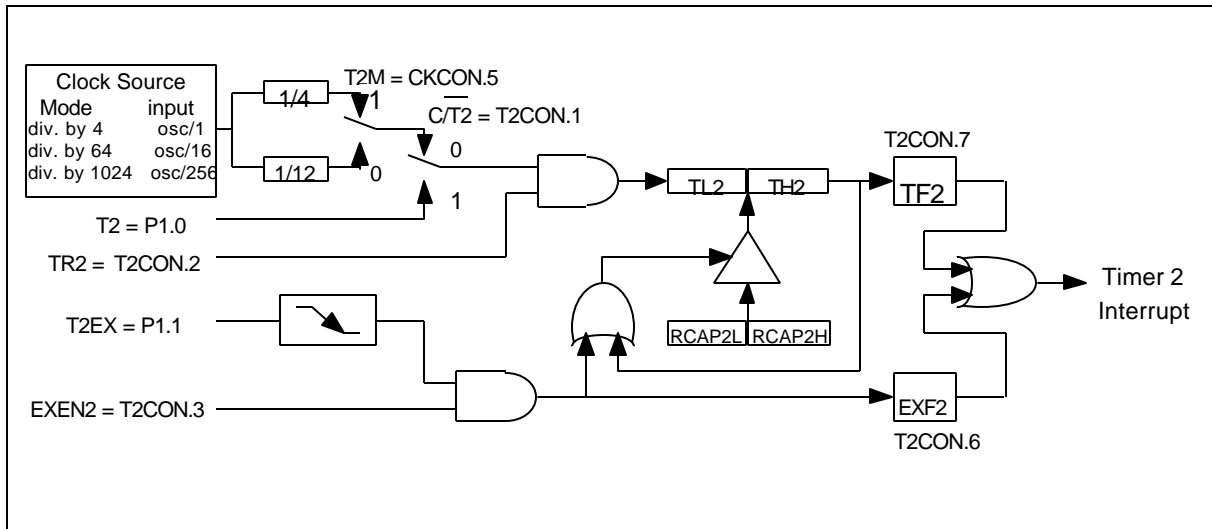 Clock Source
Mode input
div. by 4 osc/1
div. by 64 osc/16
div. by 1024 osc/256
1/4
1/12
T2M = CKCON.5
1
0
C/T2 = T2CON.1
0
1
T2 = P1.0
TR2 = T2CON.2
T2EX = P1.1
EXEN2 = T2CON.3
TL2 TH2
RCAP2L RCAP2H
T2CON.7
TF2
EXF2
T2CON.6
Timer 2
Interrupt